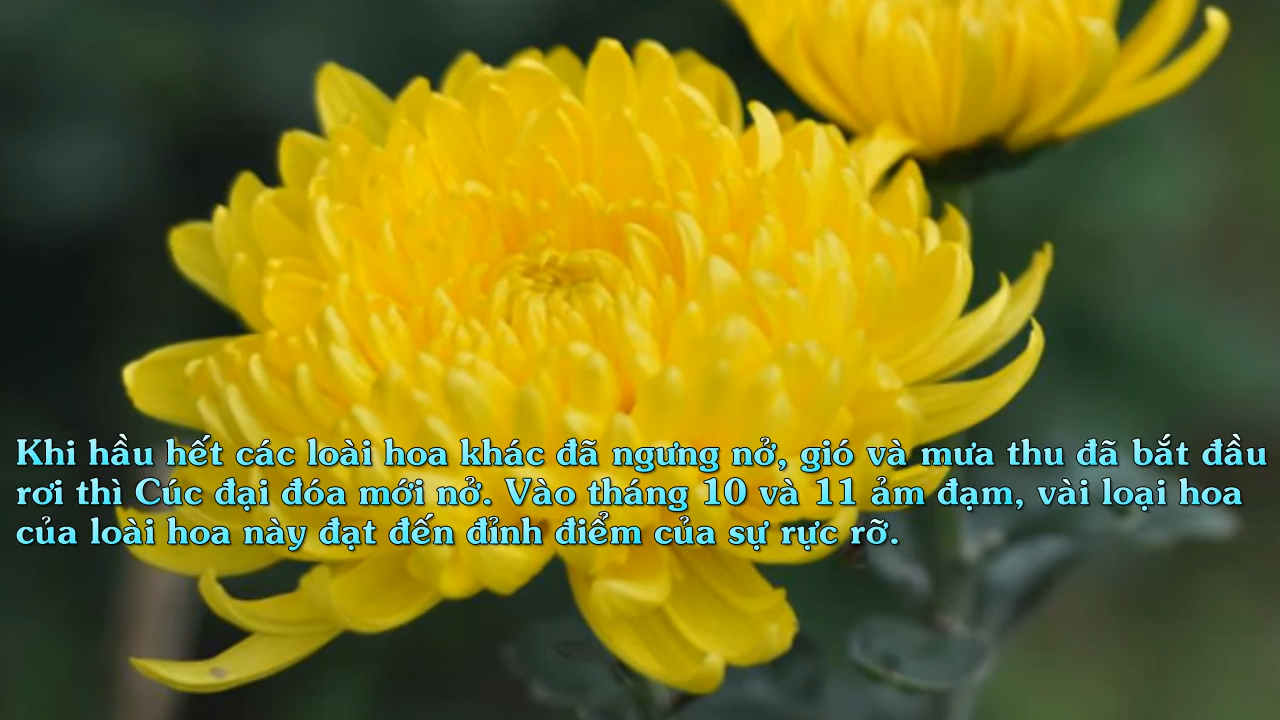 Khi hầu hết các loài hoa khác đã ngưng nở, gió và mưa thu đã bắt đầu
rơi thì Cúc đại đóa mới nở. Vào tháng 10 và 11 ảm đạm, vài loại hoa
của loài hoa này đạt đến đỉnh điểm của sự rực rỡ.